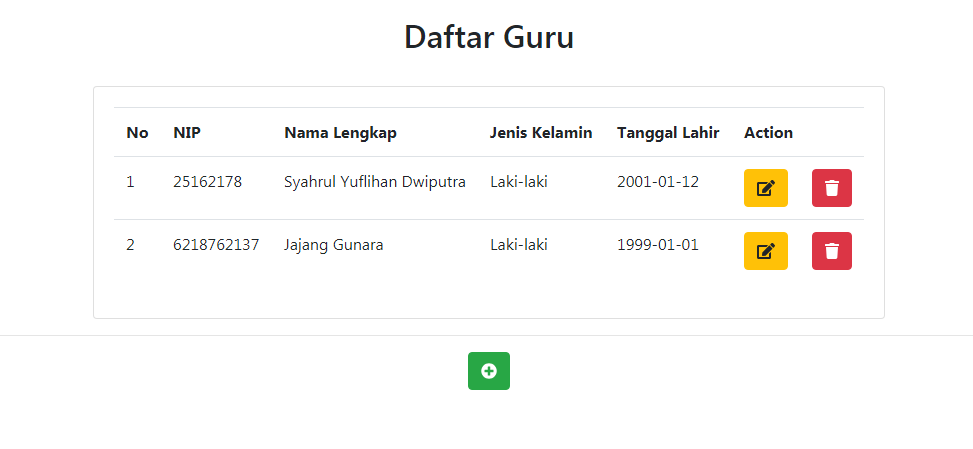 Daftar Guru
No NIP Nama Lengkap Jenis Kelamin Tanggal Lahir Action
1 25162178 Syahrul Yuflihan Dwiputra Laki-laki 2001-01-12
2 6218762137 Jajang Gunara Laki-laki 1999-01-01